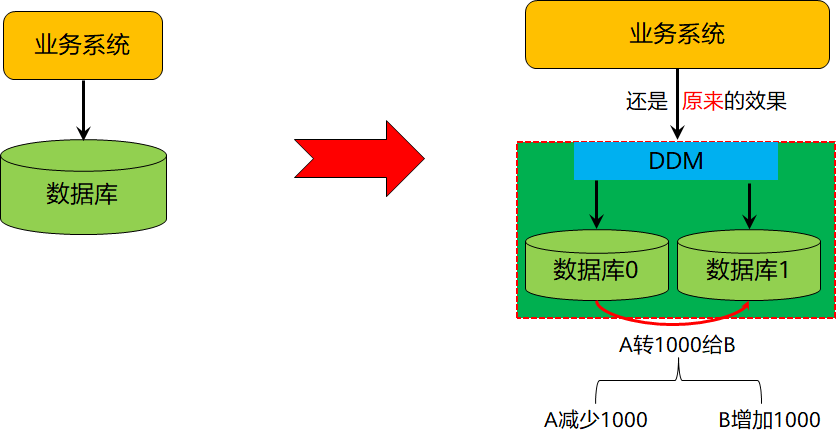 业务系统
数据库
业务系统
还是 原来的效果
DDM
数据库0
数据库1
A转1000给B
A减少1000
B增加1000